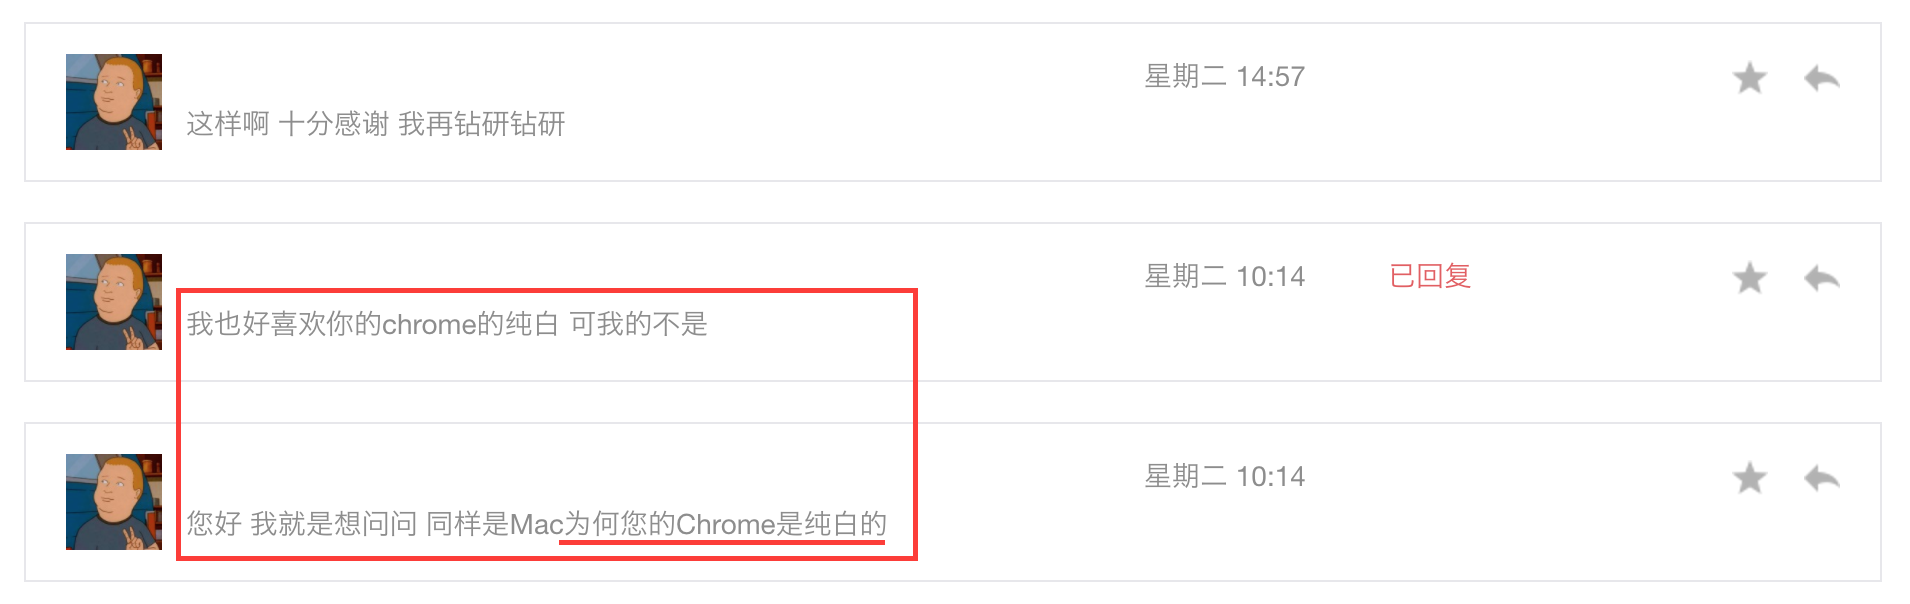 星期二 14:57
这样啊 十分感谢 我再钻研钻研
星期二 10:14 已回复
我也好喜欢你的chrome的纯白 可我的不是
星期二 10:14
您好 我就是想问问 同样是Mac为何您的Chrome是纯白的